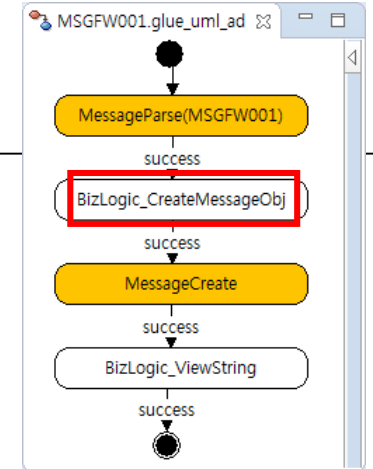 MSGFW001.glue_uml_ad
MessageParse(MSGFW001)
success
BizLogic_CreateMessageObj
success
MessageCreate
success
BizLogic_ViewString
success